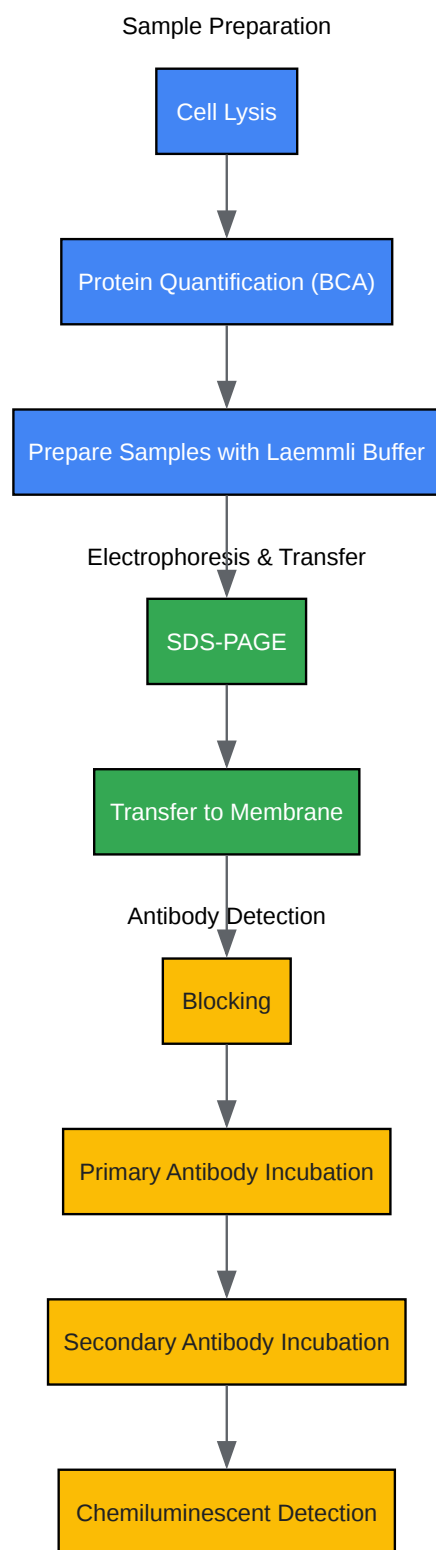 Sample Preparation
Cell Lysis
Protein Quantification (BCA)
Prepare Samples with Laemmli Buffer
Electrophoresis & Transfer
SDS-PAGE
Transfer to Membrane
Antibody Detection
Blocking
Primary Antibody Incubation
Secondary Antibody Incubation
Chemiluminescent Detection